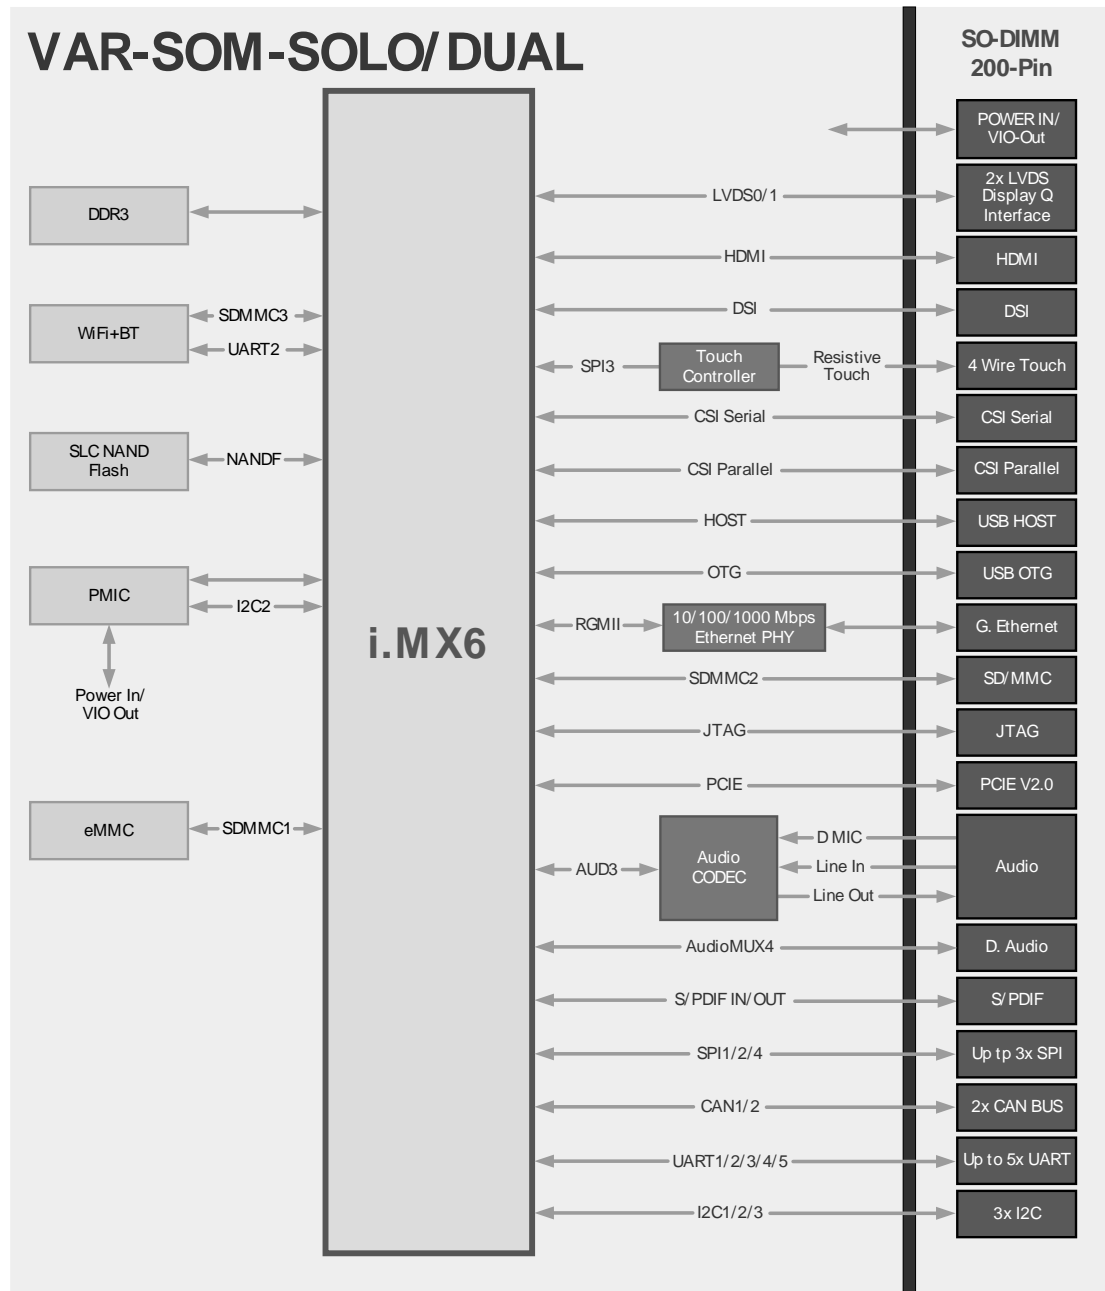 VAR-SOM-SOLO/DUAL
SO-DIMM
200-Pin
POWER IN/
VIO-Out
LVDS0/1
2x LVDS
Display Q
Interface
DDR3
HDMI
HDMI
DSI
DSI
WiFi+BT
SDMMC3
UART2
SPI3
Touch
Controller
Resistive
Touch
4 Wire Touch
CSI Serial
CSI Serial
SLC NAND
Flash
NANDF
CSI Parallel
CSI Parallel
HOST
USB HOST
OTG
USB OTG
PMIC
I2C2
Power In/
VIO Out
i.MX6
RGMII
10/100/1000 Mbps
Ethernet PHY
G. Ethernet
SDMMC2
SD/MMC
JTAG
JTAG
PCIE
PCIE V2.0
eMMC
SDMMC1
AUD3
Audio
CODEC
D MIC
Line In
Line Out
Audio
AudioMUX4
D. Audio
S/PDIF IN/OUT
S/PDIF
SPI1/2/4
Up tp 3x SPI
CAN1/2
2x CAN BUS
UART1/2/3/4/5
Up to 5x UART
I2C1/2/3
3x I2C